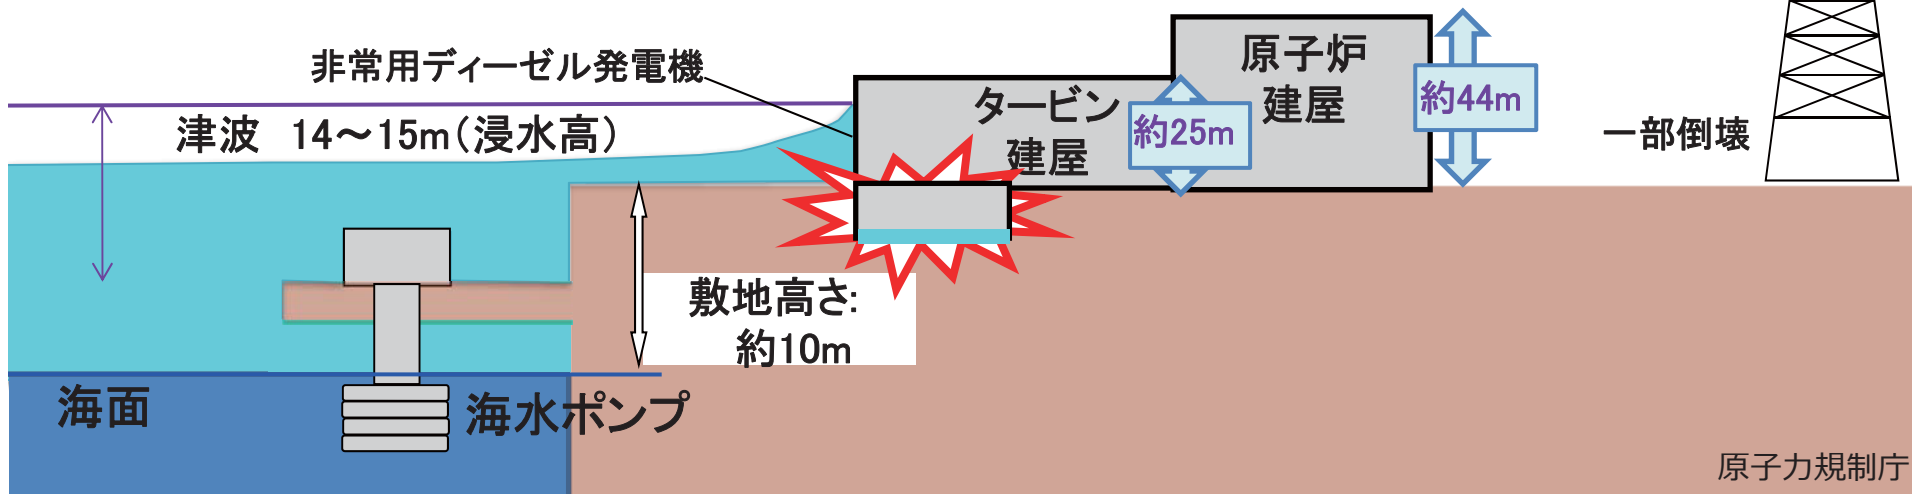 非常用ディーゼル発電機
津波 14～15m(浸水高)
タービン
建屋
約25m
原子炉
建屋
約44m
一部倒壊
敷地高さ:
約10m
海面
海水ポンプ
原子力規制庁